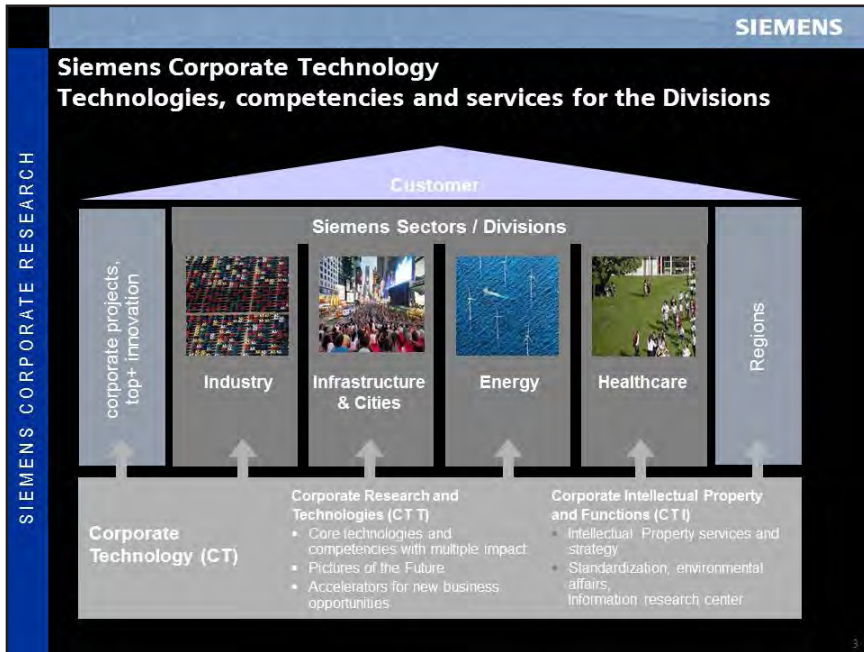 SIEMENS
Siemens Corporate Technology
Technologies, competencies and services for the Divisions
SIEMENS CORPORATE RESEARCH
Customer
corporate projects,
top+ innovation
Siemens Sectors / Divisions
Industry
Infrastructure
& Cities
Energy
Healthcare
Regions
Corporate
Technology (CT)
Corporate Research and
Technologies (CT T)
▪ Core technologies and
competencies with multiple impact
▪ Pictures of the Future
▪ Accelerators for new business
opportunities
Corporate Intellectual Property
and Functions (CT I)
▪ Intellectual Property services and
strategy
▪ Standardization, environmental
affairs,
Information research center
3